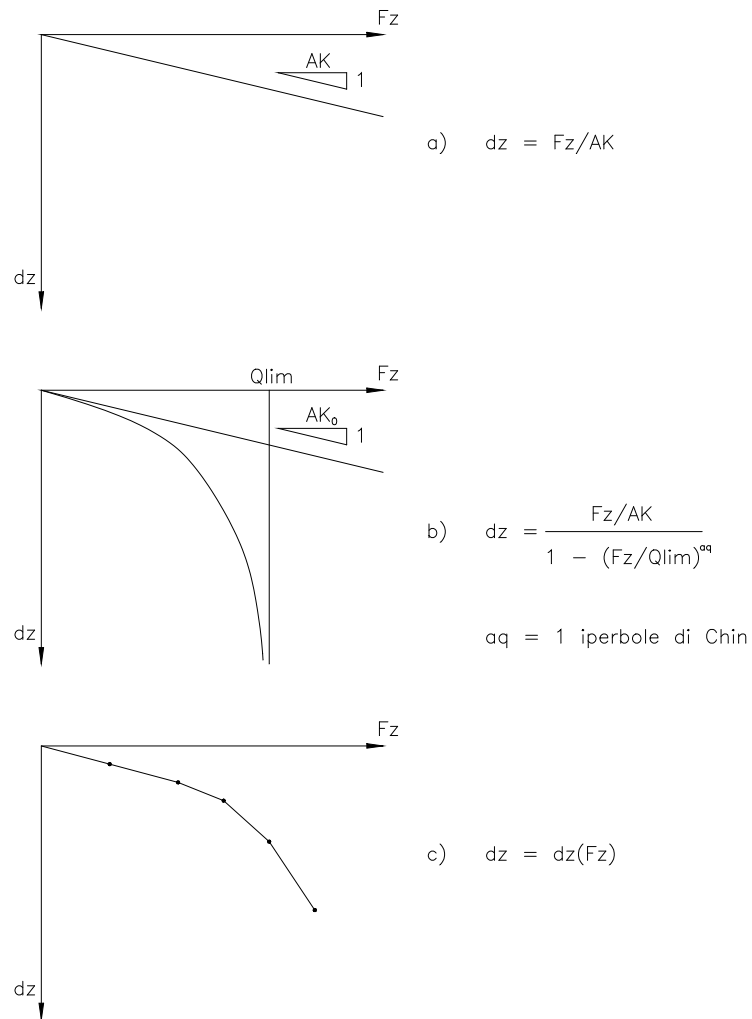 Fz
AK
1
a) dz = Fz/AK
dz
Qlim
Fz
AK₀
1
b) dz = Fz/AK
1 - (Fz/Qlim)^aq
dz
aq = 1 iperbole di Chin
Fz
c) dz = dz(Fz)
dz